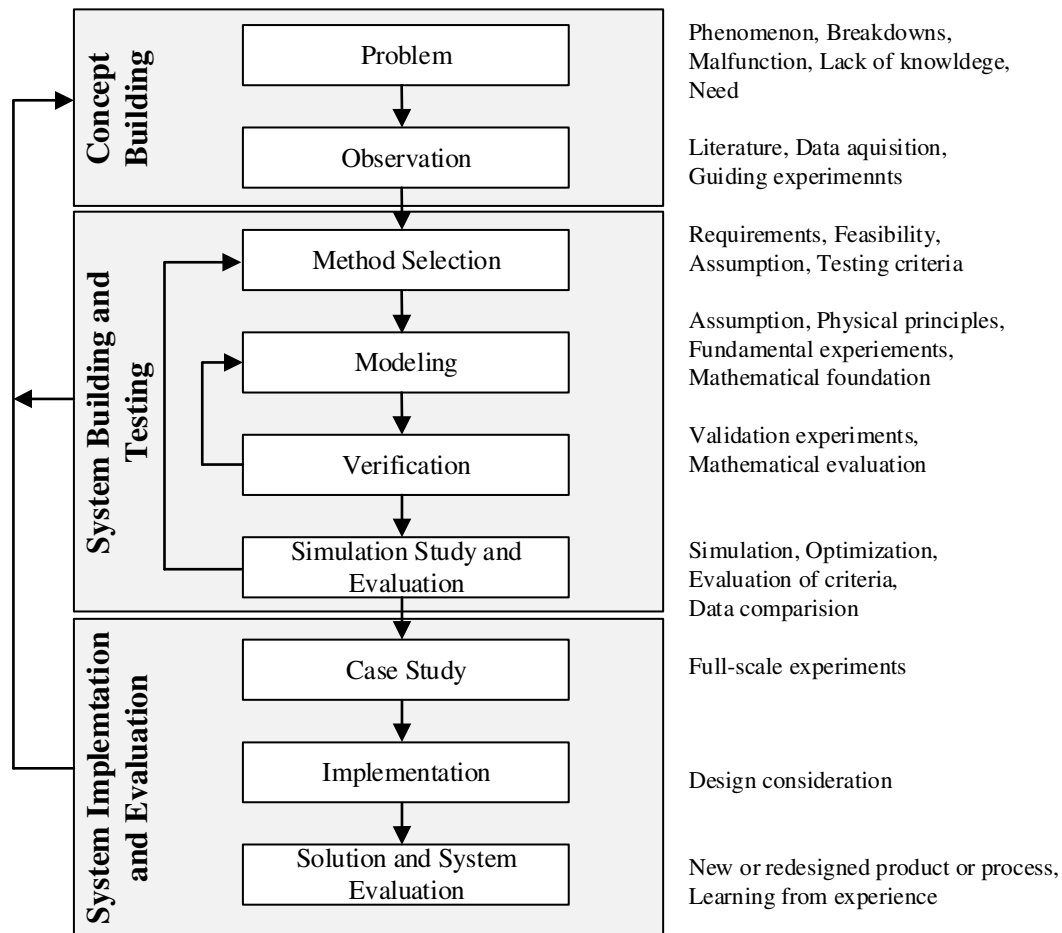 Concept
Building
Problem
Phenomenon, Breakdowns,
Malfunction, Lack of knowldege,
Need
Observation
Literature, Data aquisition,
Guiding experimennts
System Building and
Testing
Method Selection
Requirements, Feasibility,
Assumption, Testing criteria
Modeling
Assumption, Physical principles,
Fundamental experiements,
Mathematical foundation
Verification
Validation experiments,
Mathematical evaluation
Simulation Study and
Evaluation
Simulation, Optimization,
Evaluation of criteria,
Data comparision
System Implemtation
and Evaluation
Case Study
Full-scale experiments
Implementation
Design consideration
Solution and System
Evaluation
New or redesigned product or process,
Learning from experience